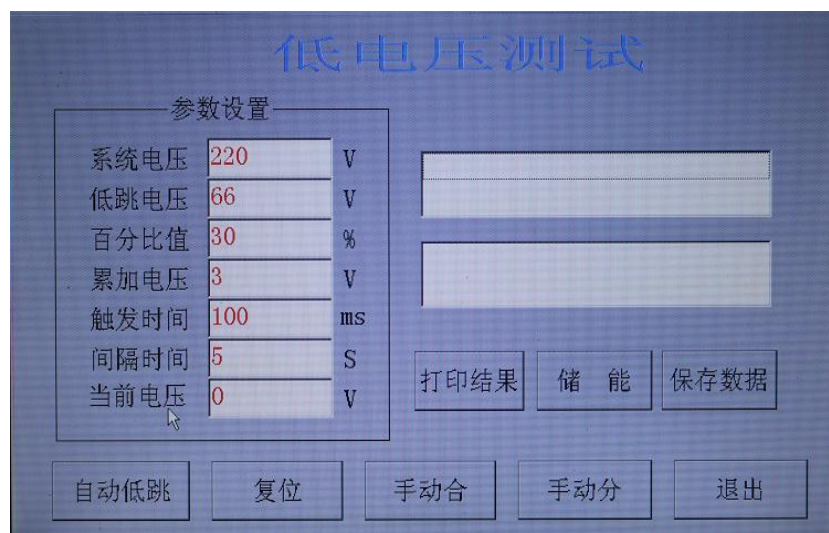 低电压测试
参数设置
系统电压 220 V
低跳电压 66 V
百分比值 30 %
累加电压 3 V
触发时间 100 ms
间隔时间 5 S
当前电压 0 V
打印结果 储 能 保存数据
自动低跳 复位 手动合 手动分 退出